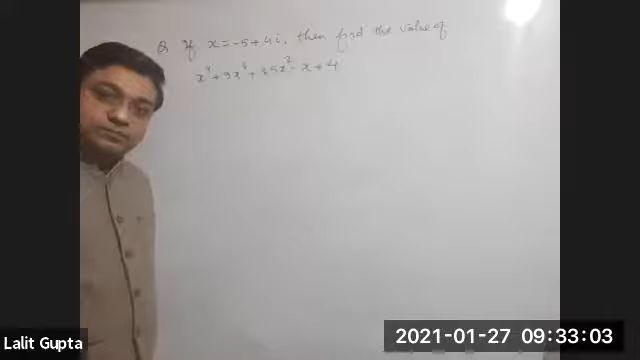 Q If x = -5 + 4i, then find the value of
x⁴ + 9x³ + 35x² - x + 4
Lalit Gupta
2021-01-27 09:33:03